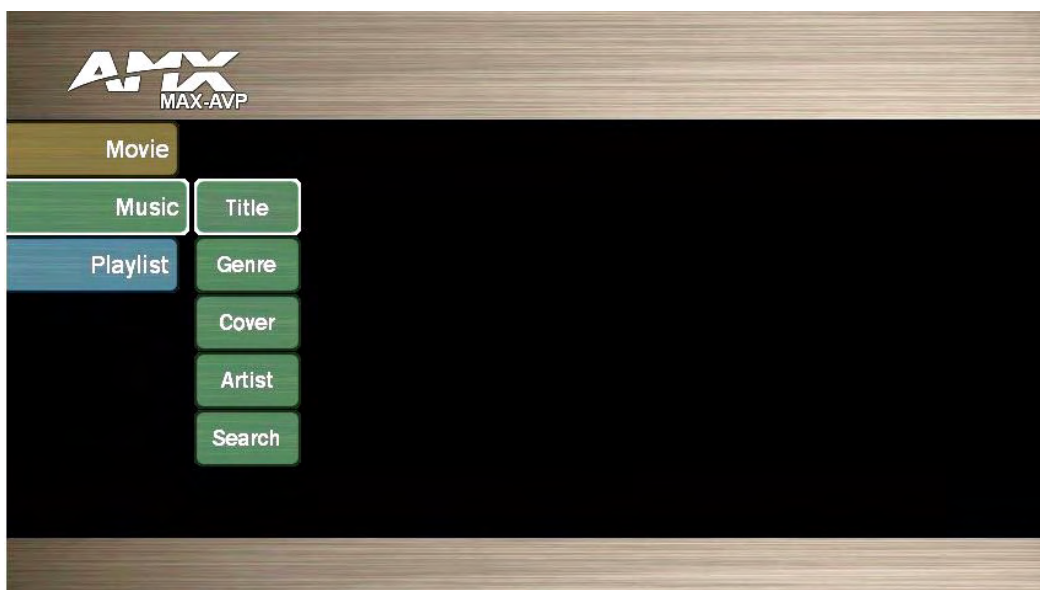 AMX
MAX-AVP
Movie
Music
Title
Playlist
Genre
Cover
Artist
Search